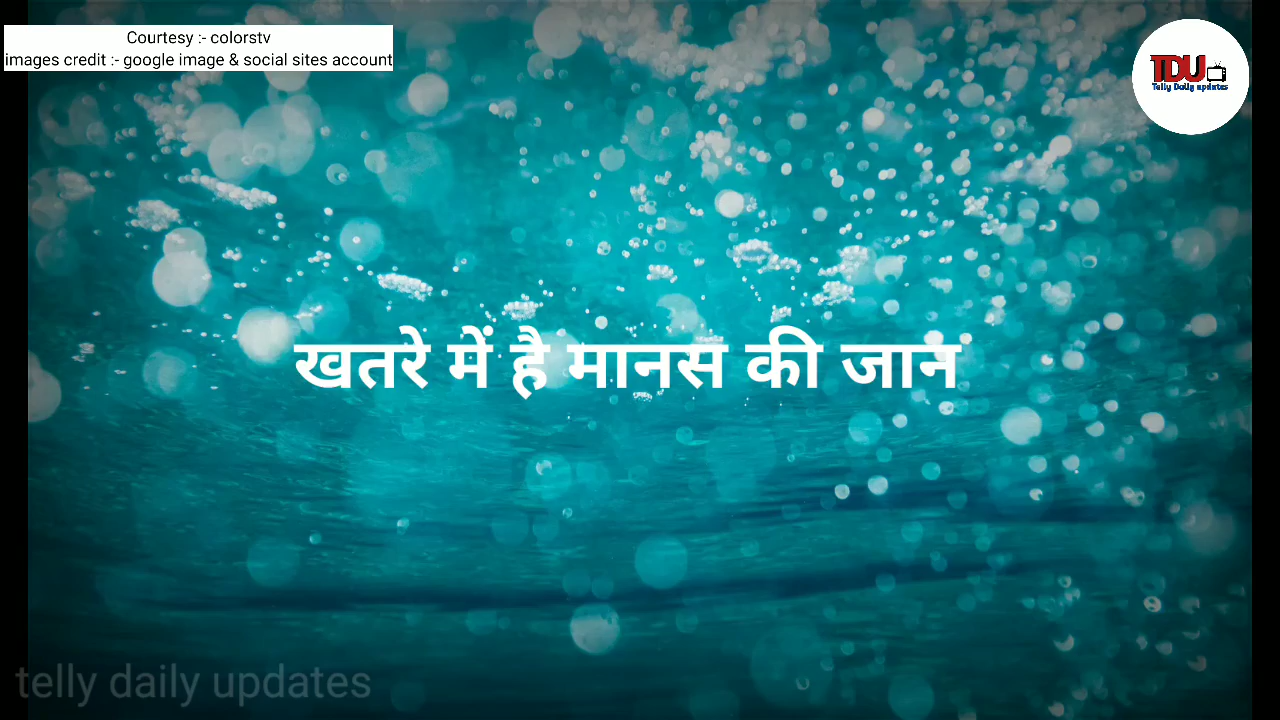 Courtesy :- colorstv
images credit :- google image & social sites account
TDU
Telly Daily updates
खतरे में है मानस की जान
telly daily updates